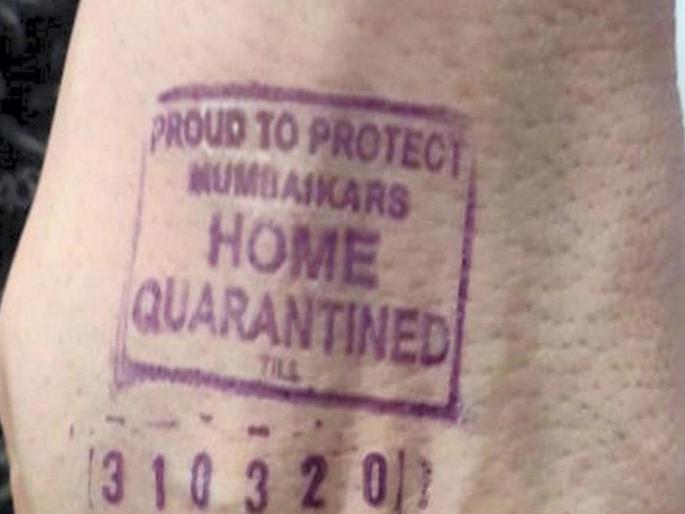 PROUD TO PROTECT
MUMBAIKARS
HOME
QUARANTINED
TILL
310320